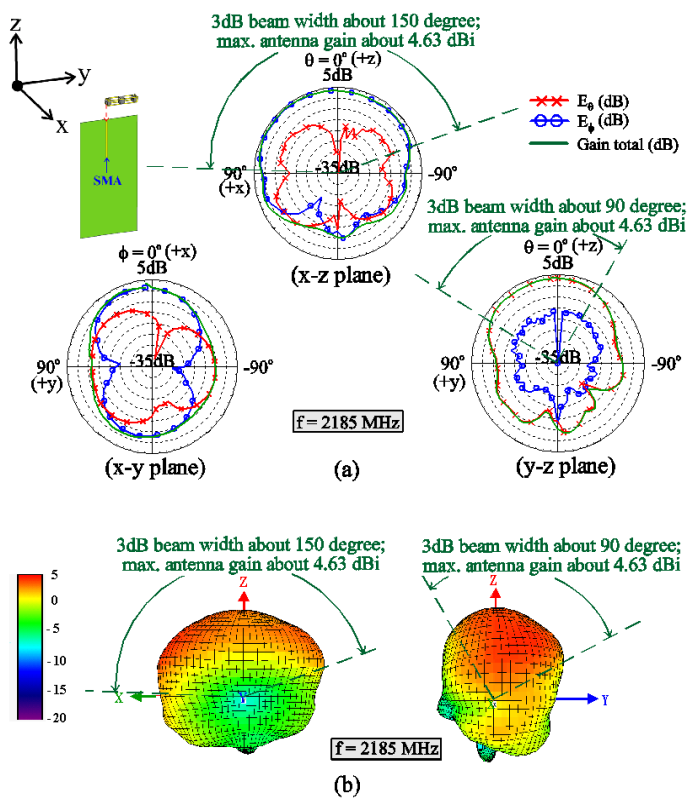 3dB beam width about 150 degree;
max. antenna gain about 4.63 dBi
z
y
x
SMA
θ = 0° (+z)
5dB
90°
(+x)
-35dB
-90°
(x-z plane)
Eθ (dB)
Eϕ (dB)
Gain total (dB)
3dB beam width about 90 degree;
max. antenna gain about 4.63 dBi
ϕ = 0° (+x)
5dB
90°
(+y)
-35dB
-90°
(x-y plane)
f = 2185 MHz
θ = 0° (+z)
5dB
90°
(+y)
-35dB
-90°
(y-z plane)
(a)
3dB beam width about 150 degree;
max. antenna gain about 4.63 dBi
3dB beam width about 90 degree;
max. antenna gain about 4.63 dBi
5
0
-5
-10
-15
-20
Z
X
Y
Z
Y
f = 2185 MHz
(b)